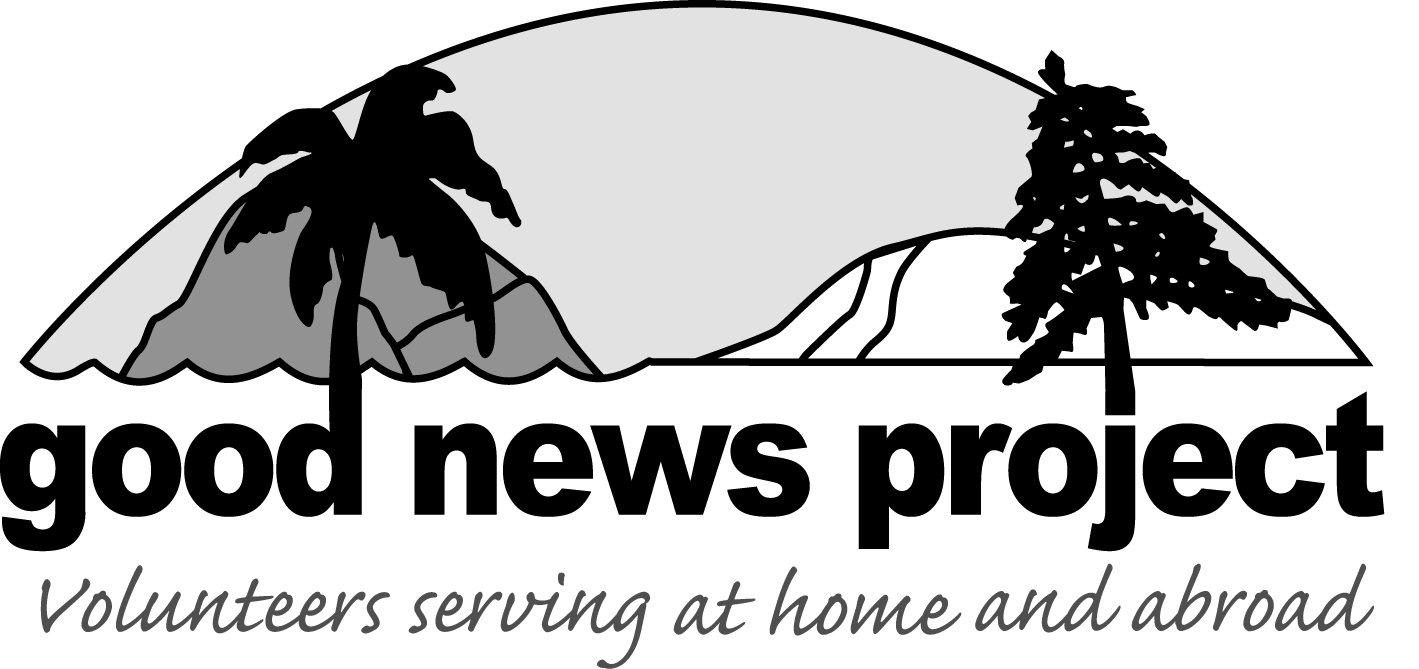 good news project
Volunteers serving at home and abroad